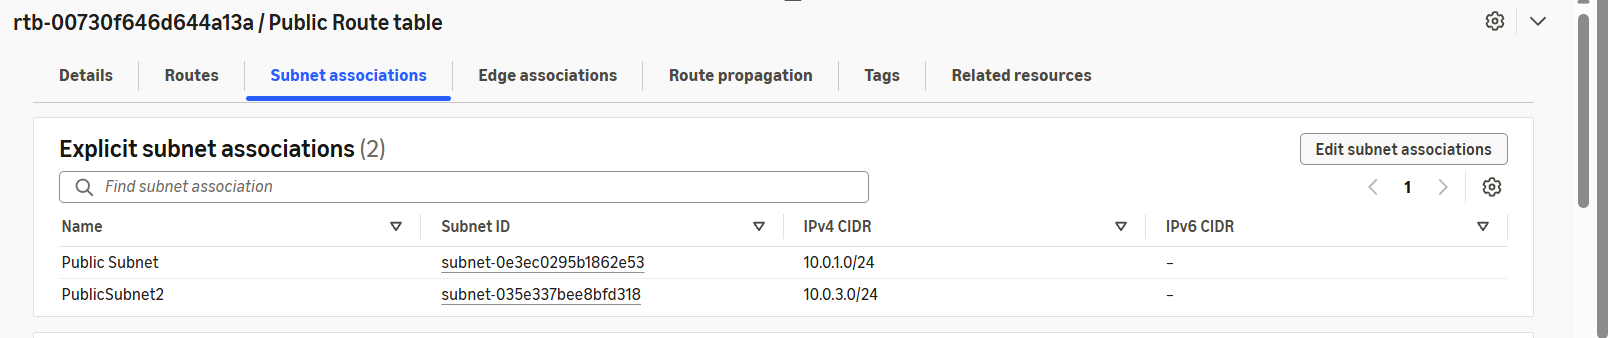 rtb-00730f646d644a13a / Public Route table
Details Routes Subnet associations Edge associations Route propagation Tags Related resources
Explicit subnet associations (2)
Edit subnet associations
Find subnet association
1
Name Subnet ID IPv4 CIDR IPv6 CIDR
Public Subnet subnet-0e3ec0295b1862e53 10.0.1.0/24 –
PublicSubnet2 subnet-035e337bee8bfd318 10.0.3.0/24 –